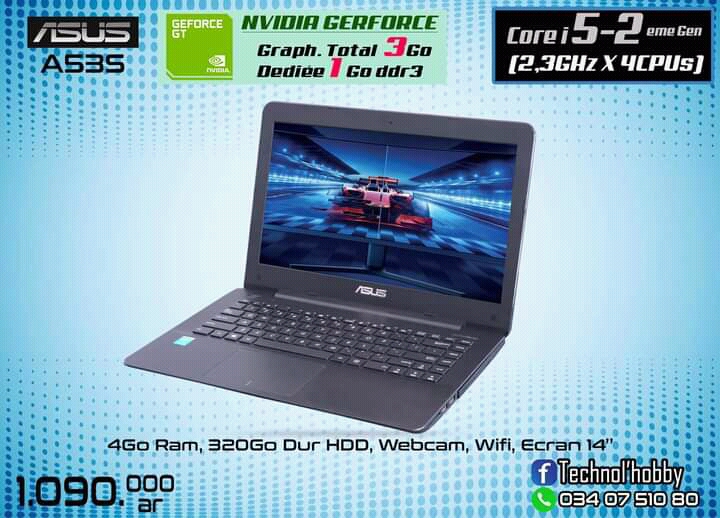 ASUS
A53S
GEFORCE
GT
NVIDIA
NVIDIA GERFORCE
Graph. Total 3Go
Dediée 1 Go ddr3
Core i 5-2 eme Gen
(2,3GHz X 4CPUs)
ASUS
4Go Ram, 320Go Dur HDD, Webcam, Wifi, Ecran 14''
1.090.000
ar
Technol'hobby
034 07 510 80